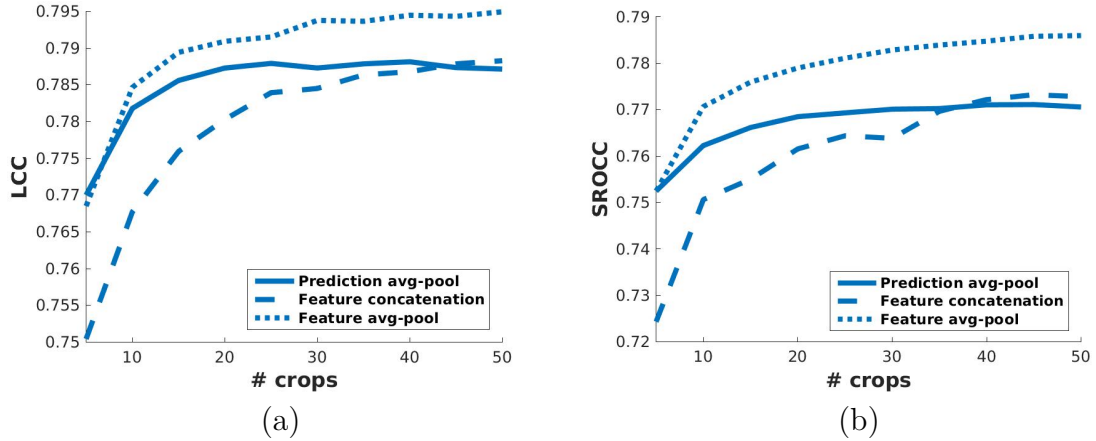 0.795
0.79
0.785
0.78
0.775
0.77
0.765
0.76
0.755
0.75
LCC
10 20 30 40 50
# crops
Prediction avg-pool
Feature concatenation
Feature avg-pool
(a)
0.79
0.78
0.77
0.76
0.75
0.74
0.73
0.72
SROCC
10 20 30 40 50
# crops
Prediction avg-pool
Feature concatenation
Feature avg-pool
(b)